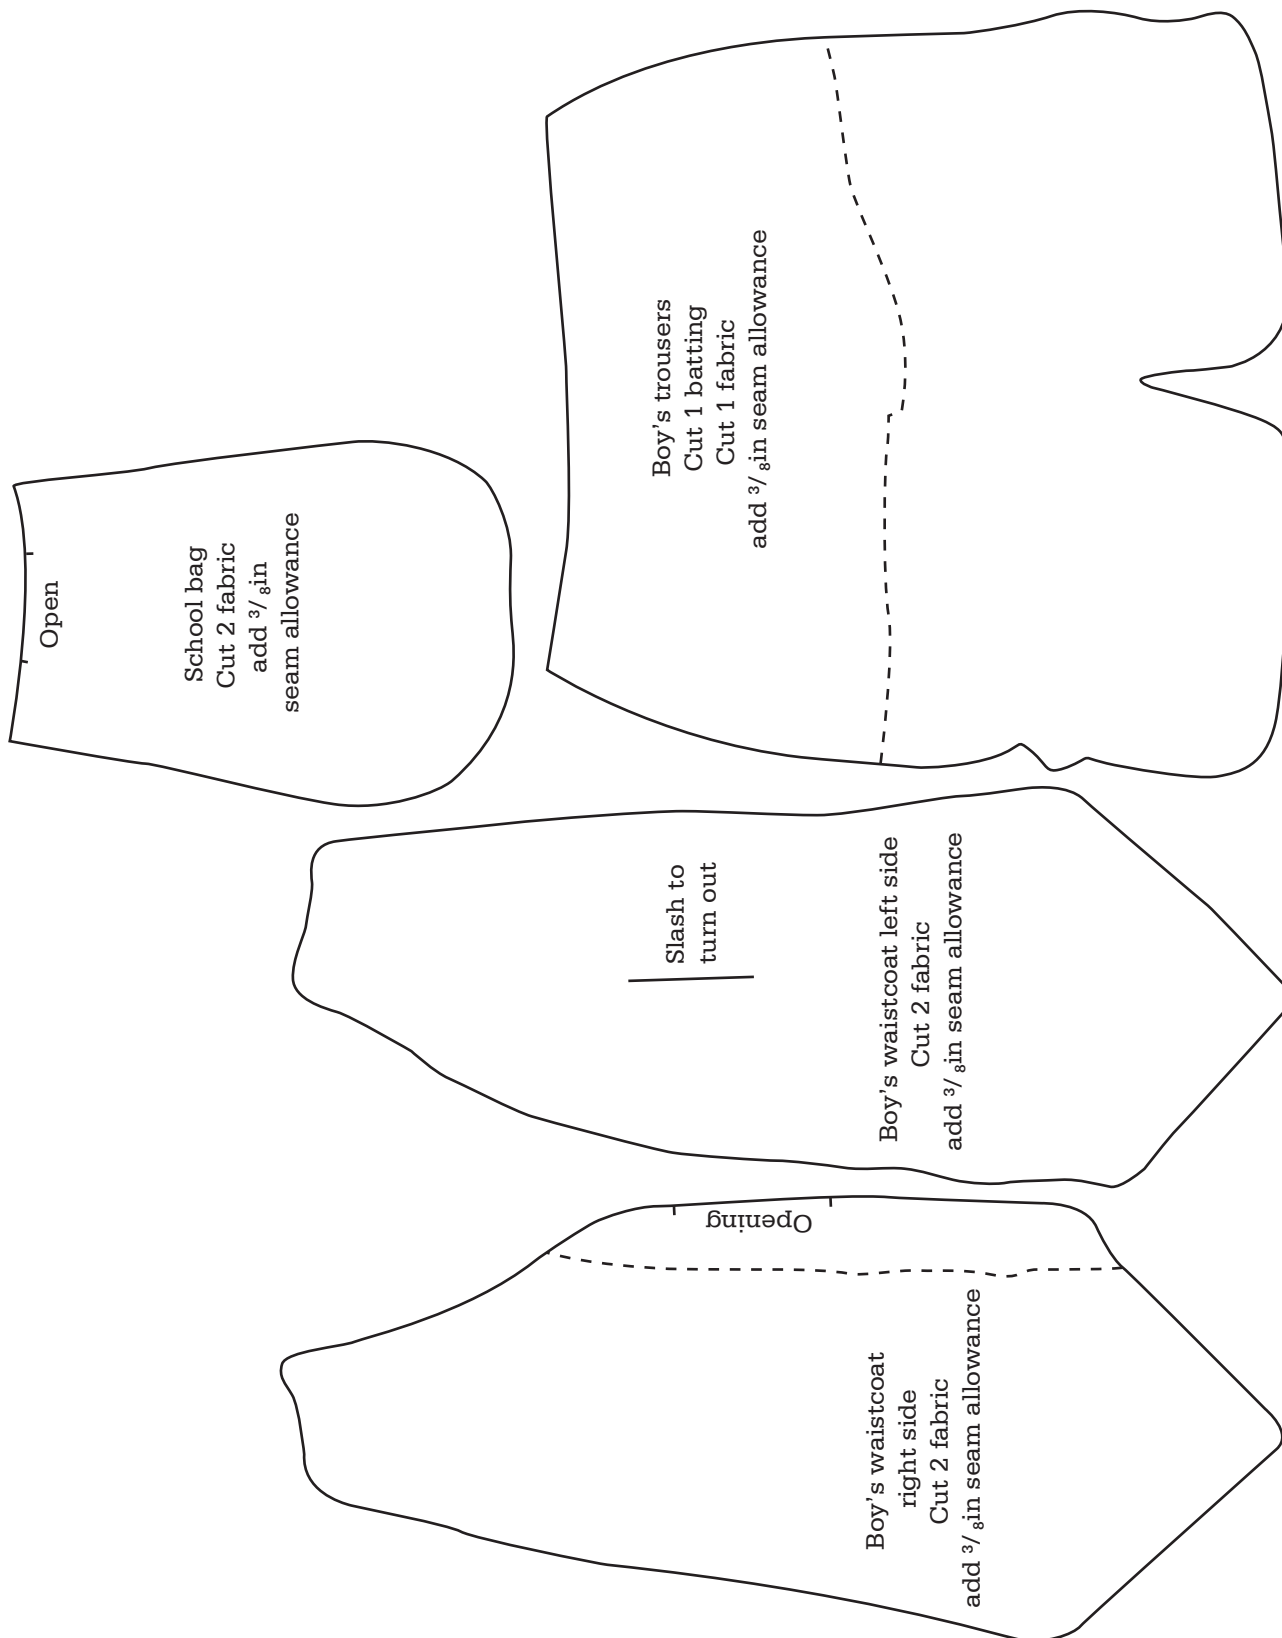 Open
School bag
Cut 2 fabric
add 3/8in
seam allowance
Boy's trousers
Cut 1 batting
Cut 1 fabric
add 3/8in seam allowance
Slash to
turn out
Boy's waistcoat left side
Cut 2 fabric
add 3/8in seam allowance
Opening
Boy's waistcoat
right side
Cut 2 fabric
add 3/8in seam allowance